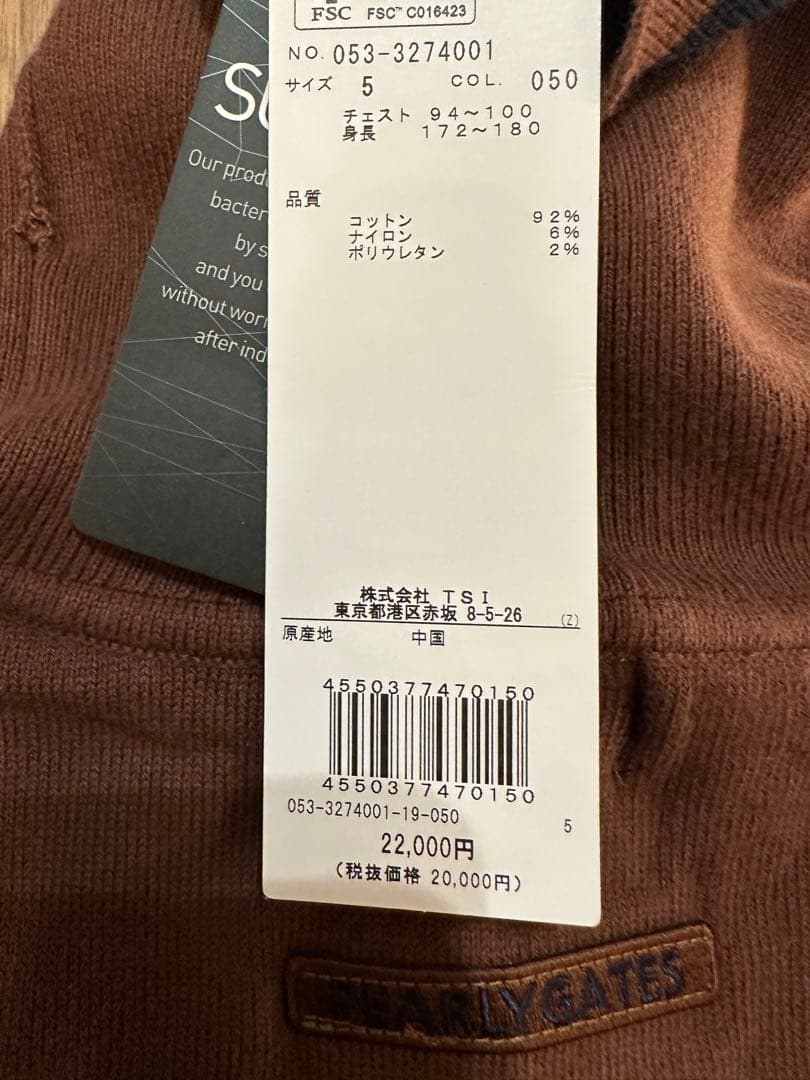 FSC FSC™ C016423
NO. 053-3274001
サイズ 5 COL. 050
チェスト 94～100
身長 172～180
品質
コットン 92%
ナイロン 6%
ポリウレタン 2%
株式会社 TSI
東京都港区赤坂 8-5-26 (Z)
原産地 中国
4550377470150
4550377470150
053-3274001-19-050
5
22,000円
(税抜価格 20,000円)
Our
by
and you
without
after
PEARLYGATES